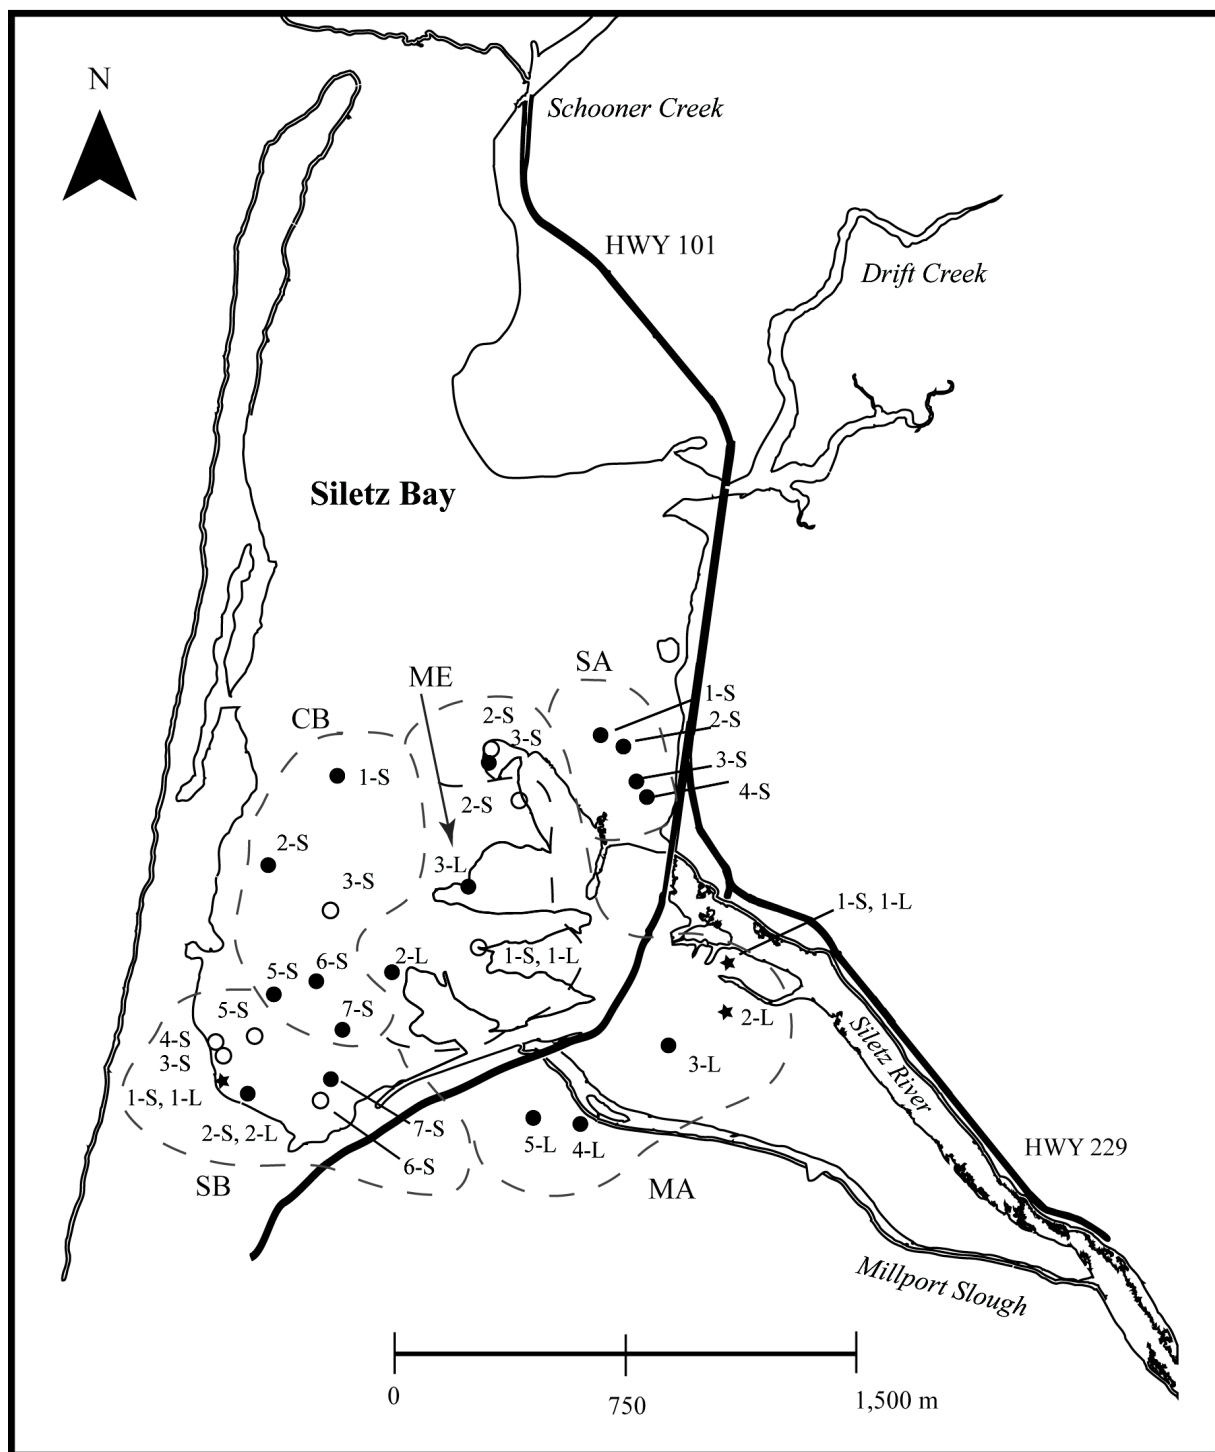 N
Schooner Creek
HWY 101
Drift Creek
Siletz Bay
SA
ME
1-S
CB
2-S
2-S
3-S
3-S
1-S
4-S
2-S
2-S
3-L
3-S
1-S, 1-L
1-S, 1-L
2-L
6-S
5-S
5-S
7-S
2-L
4-S
3-S
3-L
Siletz River
1-S, 1-L
2-S, 2-L
7-S
5-L
4-L
6-S
HWY 229
SB
MA
Millport Slough
0
750
1,500 m